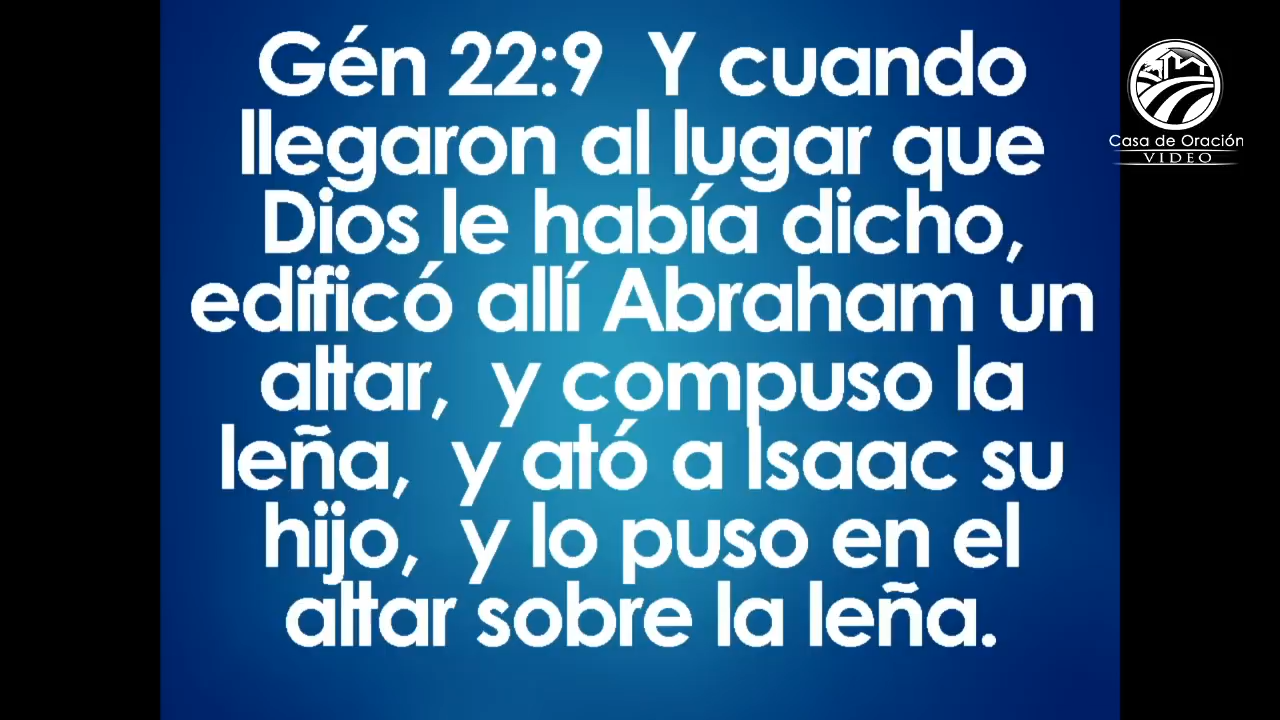 Gén 22:9  Y cuando
llegaron al lugar que
Dios le había dicho,
edificó allí Abraham un
altar,  y compuso la
leña,  y ató a Isaac su
hijo,  y lo puso en el
altar sobre la leña.
Casa de Oración
VIDEO